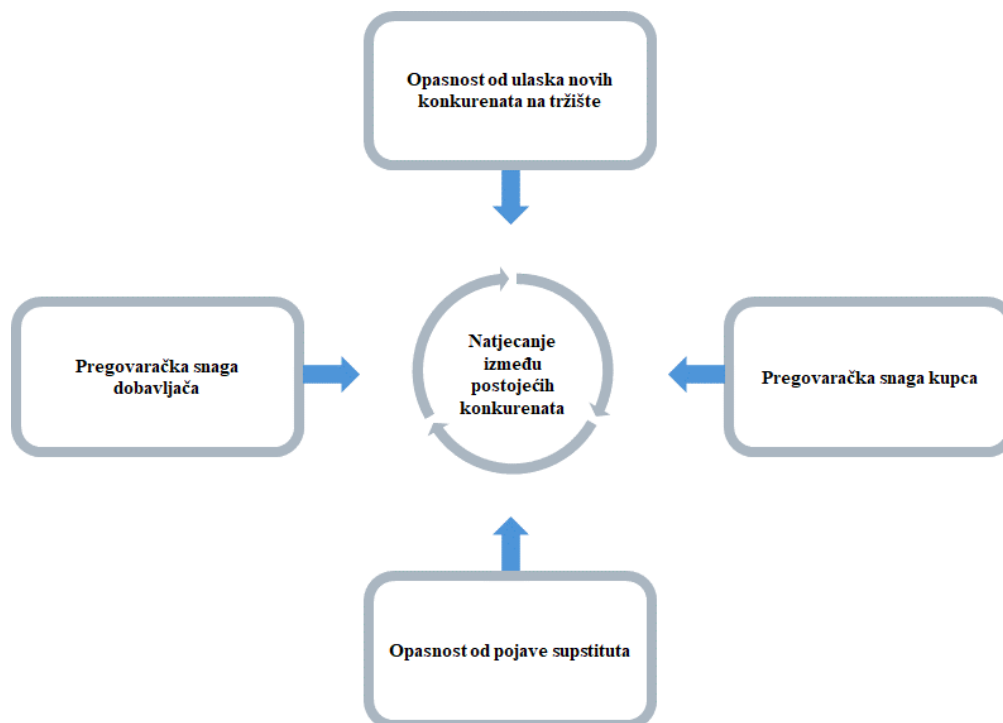 Opasnost od ulaska novih
konkurenata na tržište
Pregovaračka snaga
dobavljača
Natjecanje
između
postojećih
konkurenata
Pregovaračka snaga kupca
Opasnost od pojave supstituta